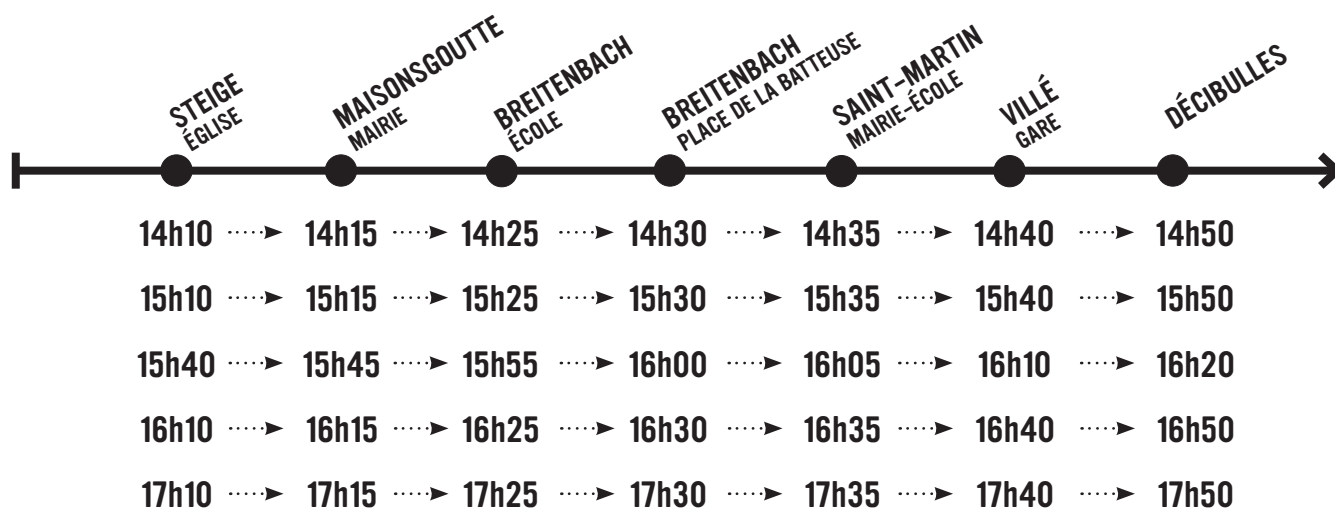 STEIGE
ÉGLISE
MAISONSGOUTTE
MAIRIE
BREITENBACH
ÉCOLE
BREITENBACH
PLACE DE LA BATTEUSE
SAINT-MARTIN
MAIRIE-ÉCOLE
VILLÉ
GARE
DÉCIBULLES
14h10 14h15 14h25 14h30 14h35 14h40 14h50
15h10 15h15 15h25 15h30 15h35 15h40 15h50
15h40 15h45 15h55 16h00 16h05 16h10 16h20
16h10 16h15 16h25 16h30 16h35 16h40 16h50
17h10 17h15 17h25 17h30 17h35 17h40 17h50